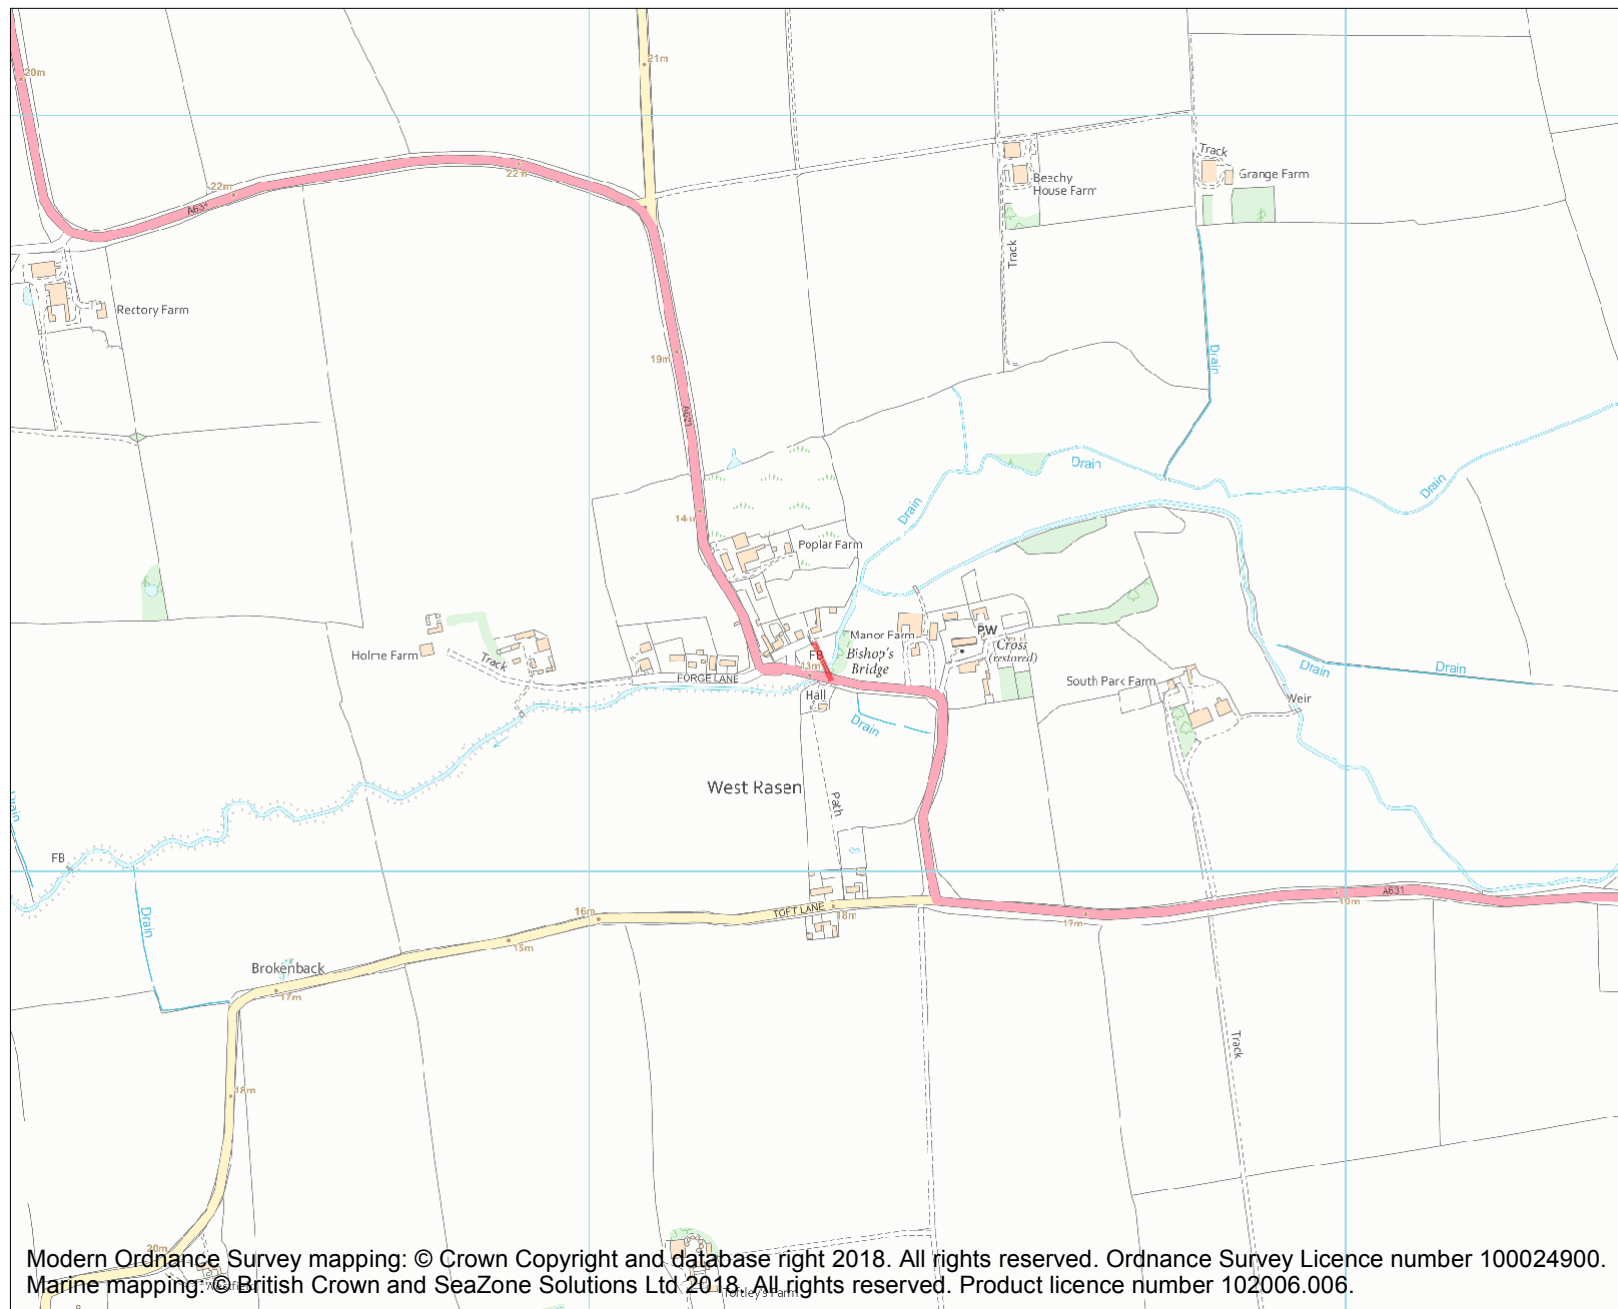 20m
21m
Track
Grange Farm
22m
22m
Beechy
House Farm
A631
Track
Rectory Farm
19m
Drain
A631
Drain
Drain
Drain
14m
Poplar Farm
Manor Farm
PW
Cross
(restored)
Bishop's
Bridge
FB
13m
Holme Farm
Track
FORGE LANE
Hall
Drain
South Park Farm
Weir
Drain
Drain
West Rasen
Path
Drain
FB
A631
19m
TOFT LANE
18m
16m
17m
15m
Drain
Brokenback
17m
Track
18m
20m
Modern Ordnance Survey mapping: © Crown Copyright and database right 2018. All rights reserved. Ordnance Survey Licence number 100024900.
Marine mapping: © British Crown and SeaZone Solutions Ltd 2018. All rights reserved. Product licence number 102006.006.